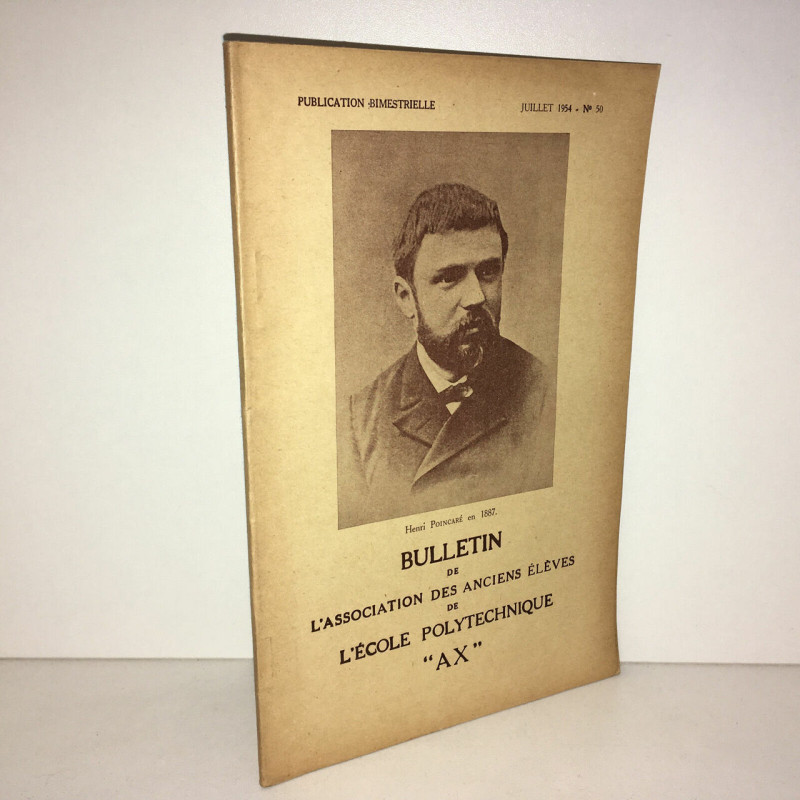 PUBLICATION BIMESTRIELLE JUILLET 1954 - Nº 50
Henri POINCARÉ en 1887.
BULLETIN
DE
L'ASSOCIATION DES ANCIENS ÉLÈVES
DE
L'ÉCOLE POLYTECHNIQUE
"AX"